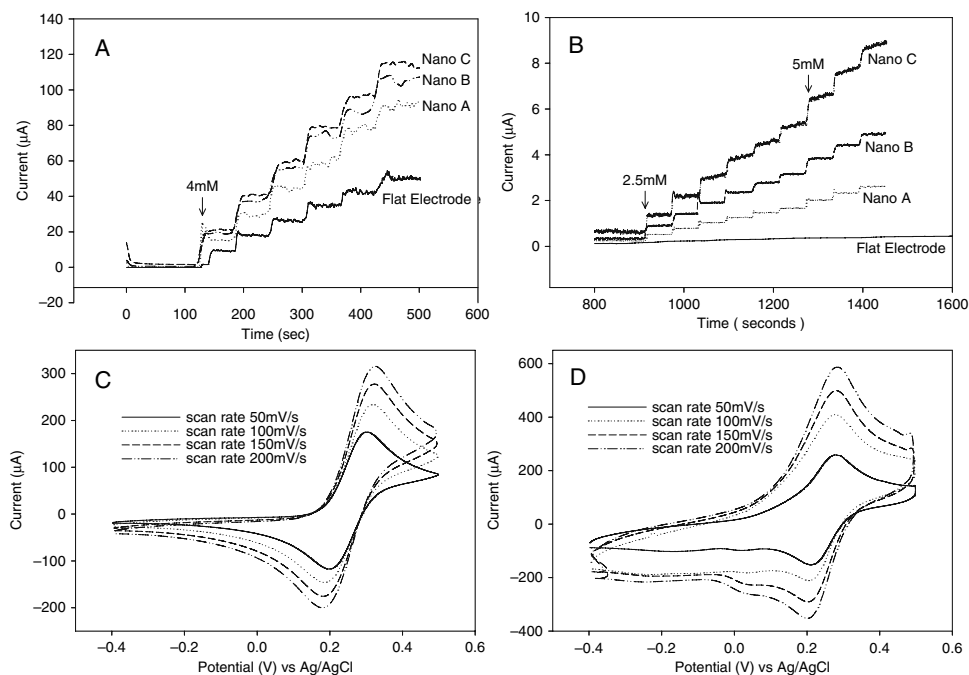 A
Current (μA)
140
120
100
80
60
40
20
0
−20
Nano C
Nano B
Nano A
4mM
Flat Electrode
0 100 200 300 400 500 600
Time (sec)
B
Current (μA)
10
8
6
4
2
0
5mM
2.5mM
Nano C
Nano B
Nano A
Flat Electrode
800 1000 1200 1400 1600
Time ( seconds )
C
Current (μA)
300
200
100
0
−100
−200
scan rate 50mV/s
scan rate 100mV/s
scan rate 150mV/s
scan rate 200mV/s
−0.4 −0.2 0.0 0.2 0.4 0.6
Potential (V) vs Ag/AgCl
D
Current (μA)
600
400
200
0
−200
−400
scan rate 50mV/s
scan rate 100mV/s
scan rate 150mV/s
scan rate 200mV/s
−0.4 −0.2 0.0 0.2 0.4 0.6
Potential (V) vs Ag/AgCl